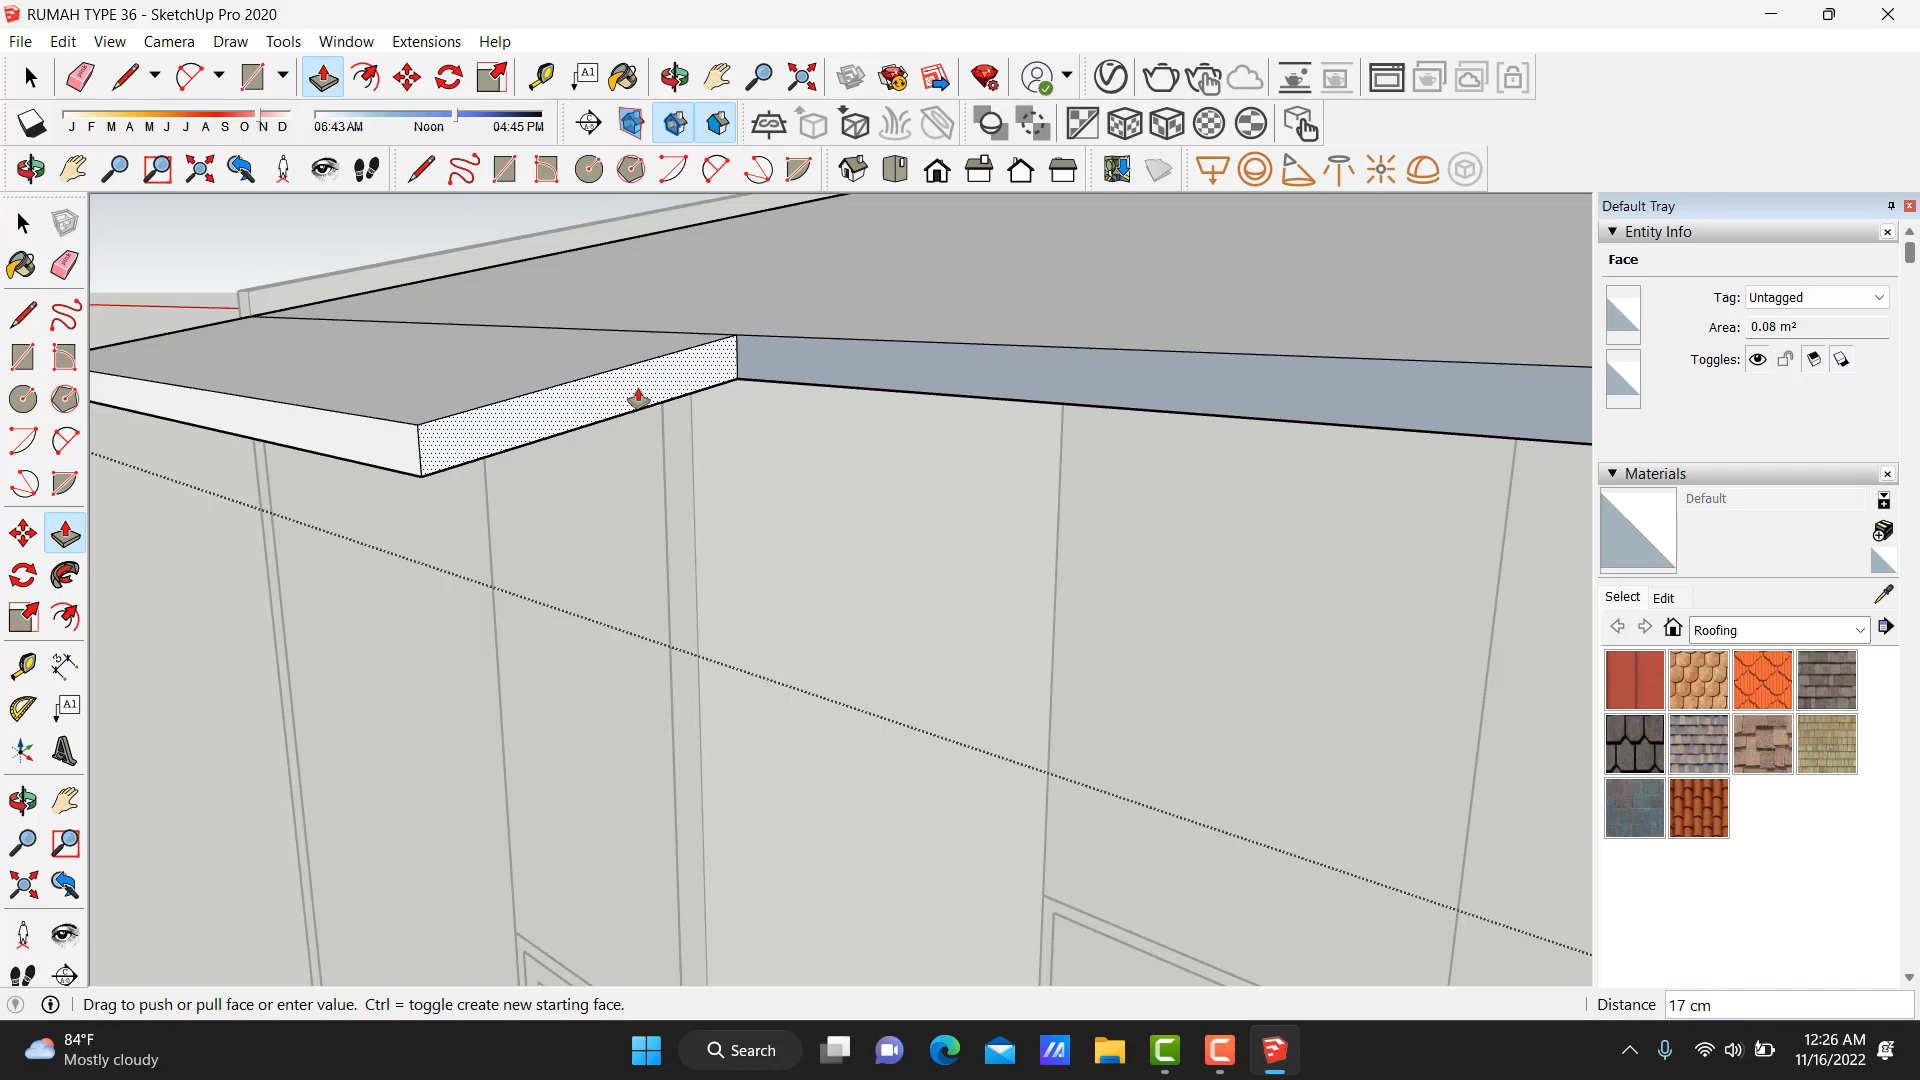 RUMAH TYPE 36 - SketchUp Pro 2020
File Edit View Camera Draw Tools Window Extensions Help
A1
J F M A M J J A S O N D
06:43 AM Noon 04:45 PM
Default Tray
Entity Info
Face
Tag: Untagged
Area: 0.08 m²
Toggles:
Materials
Default
Select Edit
Roofing
A1
Drag to push or pull face or enter value. Ctrl = toggle create new starting face.
Distance 17 cm
84°F
Mostly cloudy
Search
12:26 AM
11/16/2022